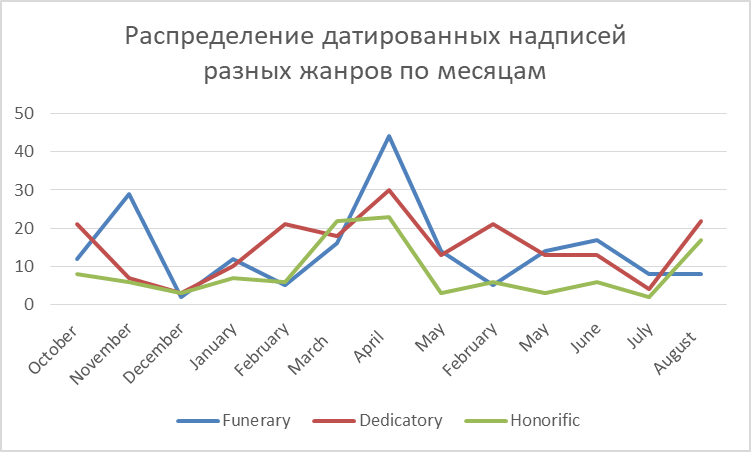 Распределение датированных надписей
разных жанров по месяцам
50
40
30
20
10
0
October
November
December
January
February
March
April
May
February
May
June
July
August
Funerary
Dedicatory
Honorific